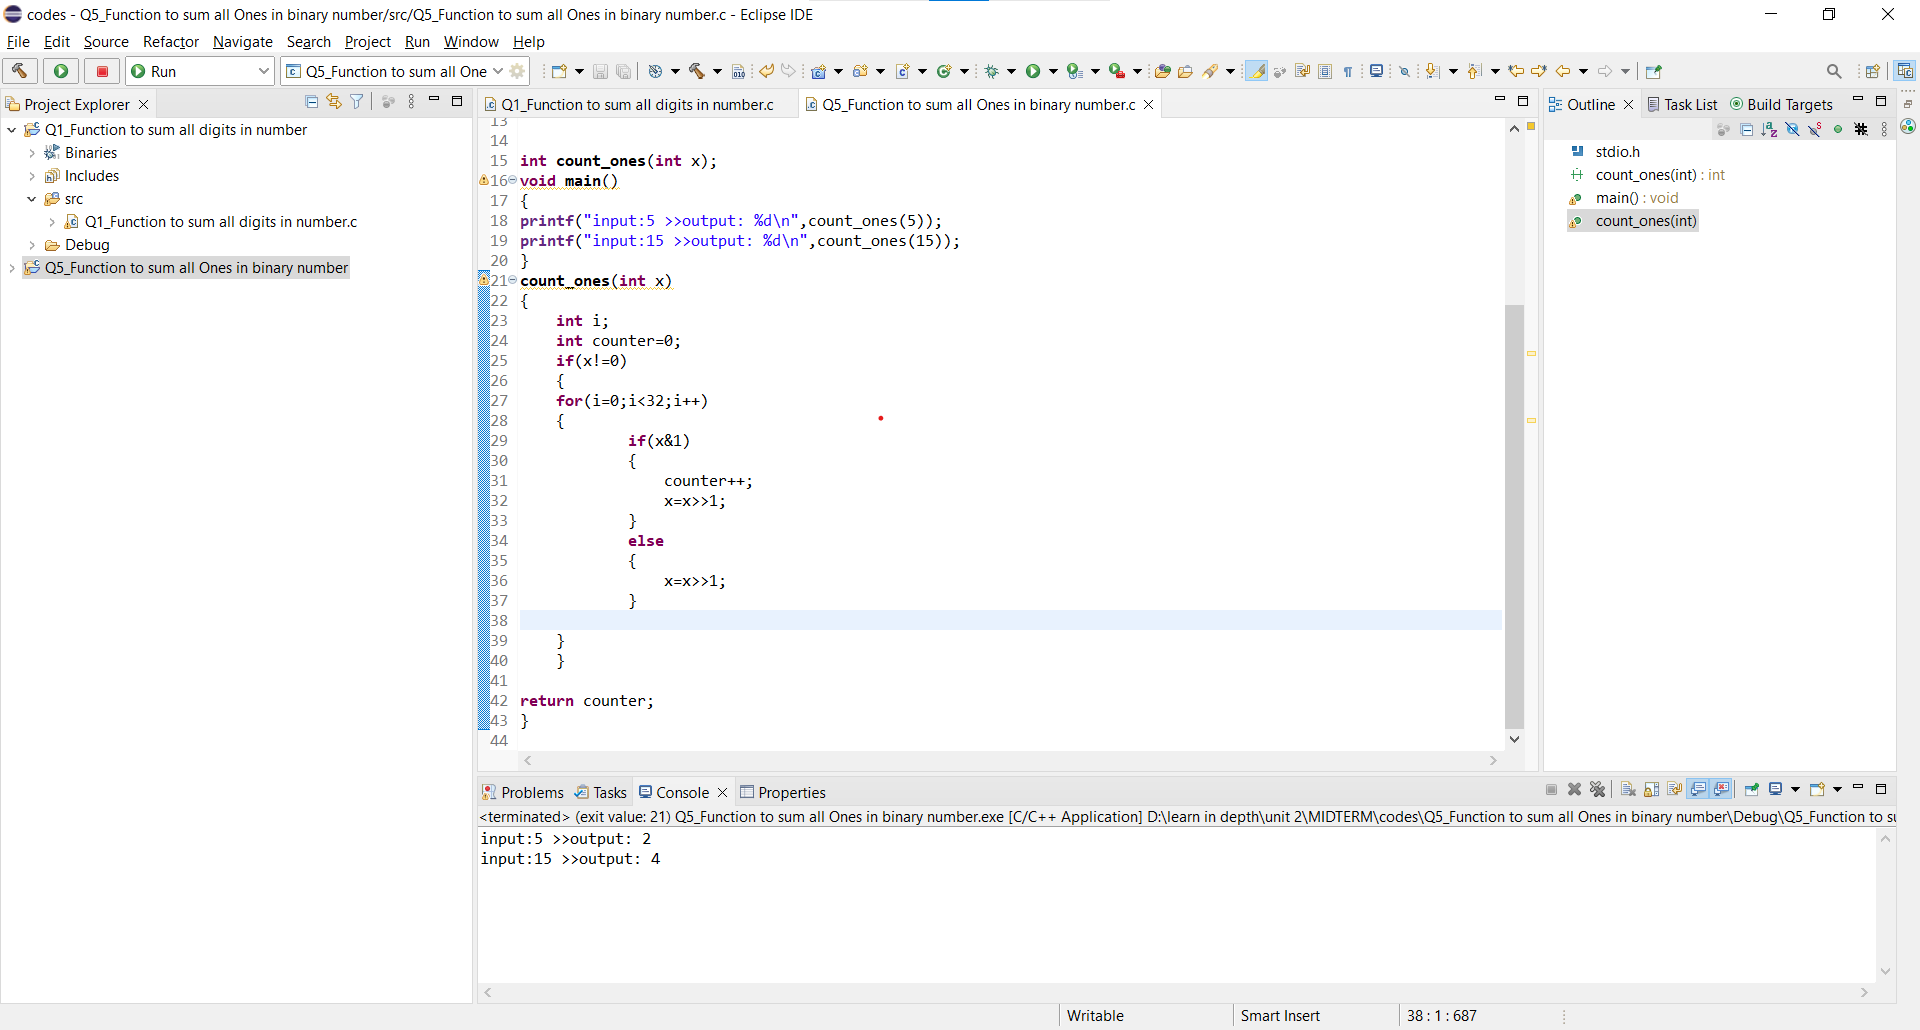 codes - Q5_Function to sum all Ones in binary number/src/Q5_Function to sum all Ones in binary number.c - Eclipse IDE
File Edit Source Refactor Navigate Search Project Run Window Help
Run Q5_Function to sum all One
Project Explorer
Q1_Function to sum all digits in number
Binaries
Includes
src
Q1_Function to sum all digits in number.c
Debug
Q5_Function to sum all Ones in binary number
Q1_Function to sum all digits in number.c Q5_Function to sum all Ones in binary number.c
13
14
15 int count_ones(int x);
16 void main()
17 {
18 printf("input:5 >>output: %d\n",count_ones(5));
19 printf("input:15 >>output: %d\n",count_ones(15));
20 }
21 count_ones(int x)
22 {
23 int i;
24 int counter=0;
25 if(x!=0)
26 {
27 for(i=0;i<32;i++)
28 {
29 if(x&1)
30 {
31 counter++;
32 x=x>>1;
33 }
34 else
35 {
36 x=x>>1;
37 }
38
39 }
40 }
41
42 return counter;
43 }
44
Outline Task List Build Targets
stdio.h
count_ones(int) : int
main() : void
count_ones(int)
Problems Tasks Console Properties
<terminated> (exit value: 21) Q5_Function to sum all Ones in binary number.exe [C/C++ Application] D:\learn in depth\unit 2\MIDTERM\codes\Q5_Function to sum all Ones in binary number\Debug\Q5_Function to su
input:5 >>output: 2
input:15 >>output: 4
Writable Smart Insert 38 : 1 : 687